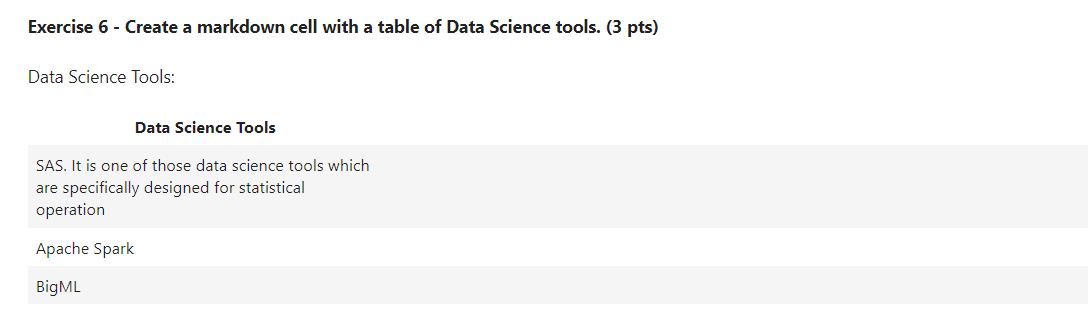 Exercise 6 - Create a markdown cell with a table of Data Science tools. (3 pts)
Data Science Tools:
Data Science Tools
SAS. It is one of those data science tools which
are specifically designed for statistical
operation
Apache Spark
BigML